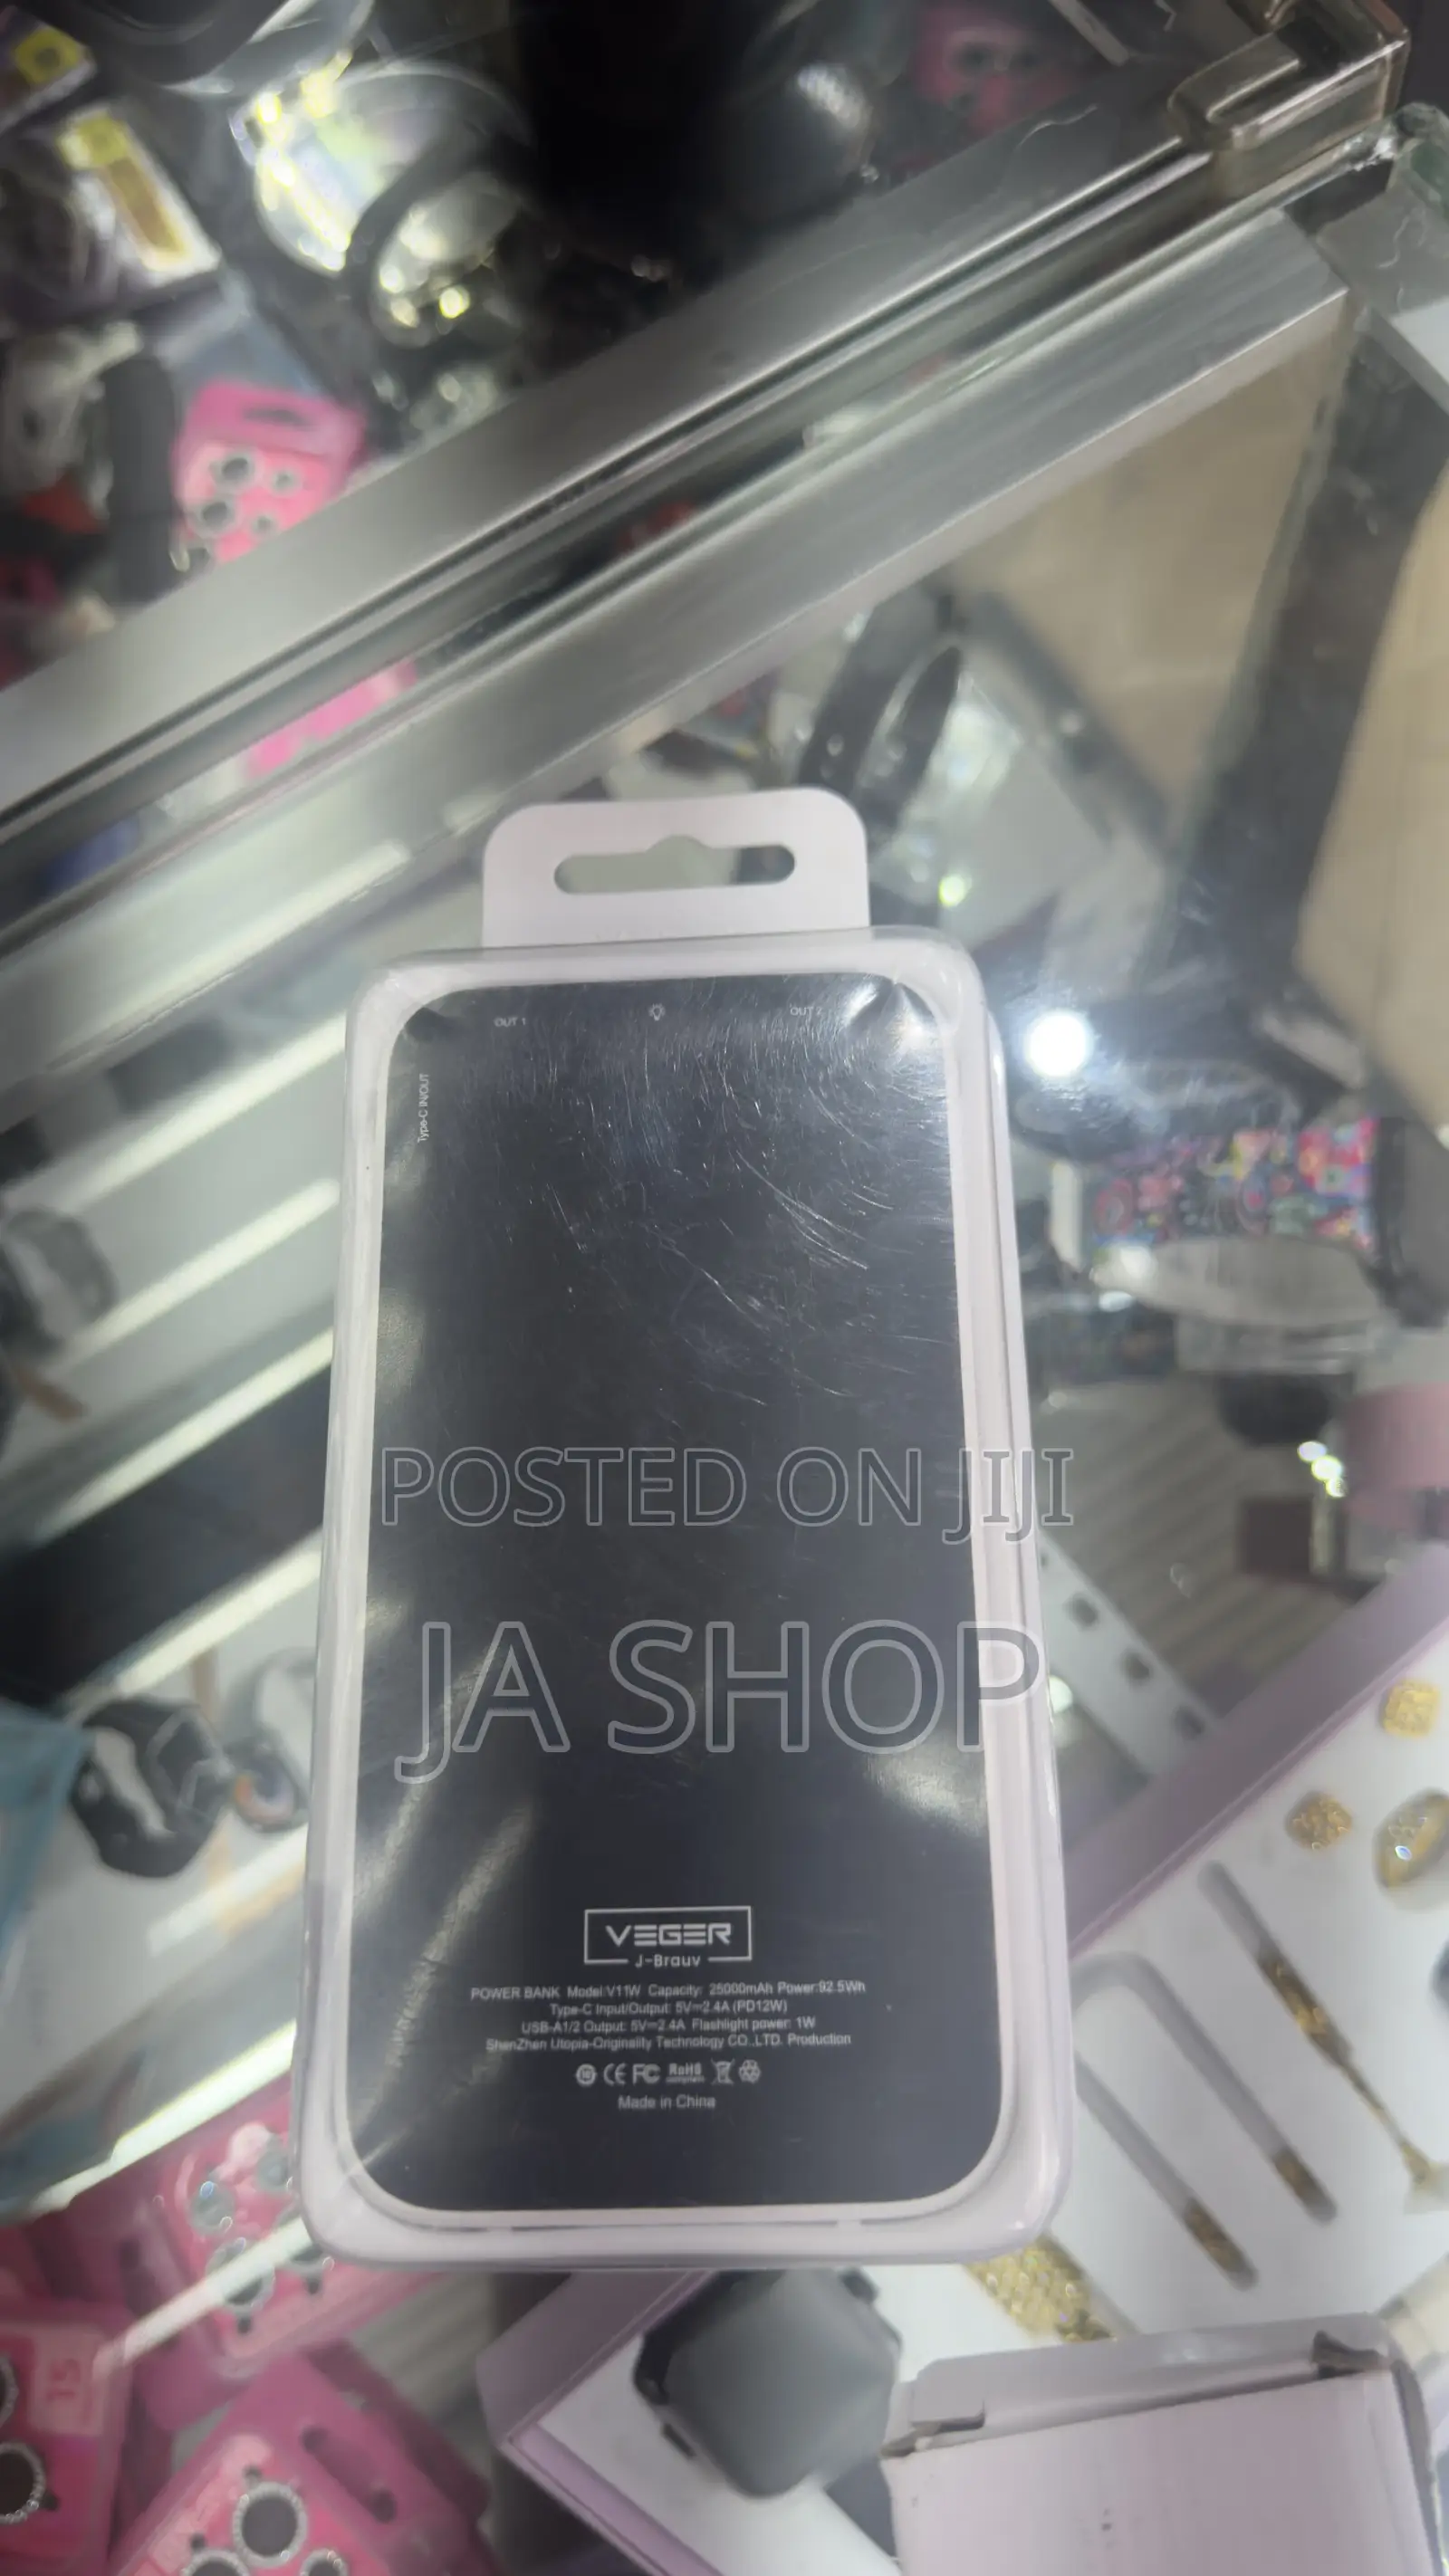 OUT 1
OUT 2
Type-C IN/OUT
POSTED ON JIJI
JA SHOP
VEGER
J-Brauv
POWER BANK Model:V11W Capacity: 25000mAh Power:92.5Wh
Type-C Input/Output: 5V⎓2.4A (PD12W)
USB-A1/2 Output: 5V⎓2.4A Flashlight power: 1W
ShenZhen Utopia-Originality Technology CO.,LTD. Production
CE FC RoHS
Made in China
15